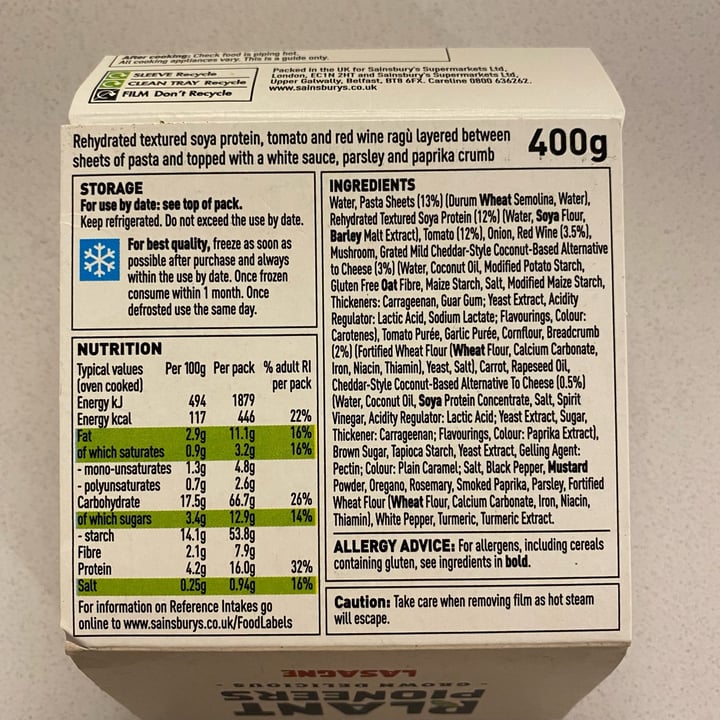 After cooking: Check food is piping hot.
All cooking appliances vary. This is a guide only.
SLEEVE Recycle
CLEAN TRAY Recycle
FILM Don't Recycle
Packed in the UK for Sainsbury's Supermarkets Ltd,
London, EC1N 2HT and Sainsbury's Supermarkets Ltd,
Upper Galwally, Belfast, BT8 6FX. Careline 0800 636262.
www.sainsburys.co.uk
Rehydrated textured soya protein, tomato and red wine ragù layered between
sheets of pasta and topped with a white sauce, parsley and paprika crumb
400g
STORAGE
For use by date: see top of pack.
Keep refrigerated. Do not exceed the use by date.
For best quality, freeze as soon as
possible after purchase and always
within the use by date. Once frozen
consume within 1 month. Once
defrosted use the same day.
NUTRITION
Typical values Per 100g Per pack % adult RI
(oven cooked) per pack
Energy kJ 494 1879
Energy kcal 117 446 22%
Fat 2.9g 11.1g 16%
of which saturates 0.9g 3.2g 16%
- mono-unsaturates 1.3g 4.8g
- polyunsaturates 0.7g 2.6g
Carbohydrate 17.5g 66.7g 26%
of which sugars 3.4g 12.9g 14%
- starch 14.1g 53.8g
Fibre 2.1g 7.9g
Protein 4.2g 16.0g 32%
Salt 0.25g 0.94g 16%
For information on Reference Intakes go
online to www.sainsburys.co.uk/FoodLabels
INGREDIENTS
Water, Pasta Sheets (13%) (Durum Wheat Semolina, Water),
Rehydrated Textured Soya Protein (12%) (Water, Soya Flour,
Barley Malt Extract), Tomato (12%), Onion, Red Wine (3.5%),
Mushroom, Grated Mild Cheddar-Style Coconut-Based Alternative
to Cheese (3%) (Water, Coconut Oil, Modified Potato Starch,
Gluten Free Oat Fibre, Maize Starch, Salt, Modified Maize Starch,
Thickeners: Carrageenan, Guar Gum; Yeast Extract, Acidity
Regulator: Lactic Acid, Sodium Lactate; Flavourings, Colour:
Carotenes), Tomato Purée, Garlic Purée, Cornflour, Breadcrumb
(2%) (Fortified Wheat Flour (Wheat Flour, Calcium Carbonate,
Iron, Niacin, Thiamin), Yeast, Salt), Carrot, Rapeseed Oil,
Cheddar-Style Coconut-Based Alternative To Cheese (0.5%)
(Water, Coconut Oil, Soya Protein Concentrate, Salt, Spirit
Vinegar, Acidity Regulator: Lactic Acid; Yeast Extract, Sugar,
Thickener: Carrageenan; Flavourings, Colour: Paprika Extract),
Brown Sugar, Tapioca Starch, Yeast Extract, Gelling Agent:
Pectin; Colour: Plain Caramel; Salt, Black Pepper, Mustard
Powder, Oregano, Rosemary, Smoked Paprika, Parsley, Fortified
Wheat Flour (Wheat Flour, Calcium Carbonate, Iron, Niacin,
Thiamin), White Pepper, Turmeric, Turmeric Extract.
ALLERGY ADVICE: For allergens, including cereals
containing gluten, see ingredients in bold.
Caution: Take care when removing film as hot steam
will escape.
LASAGNE
- GROWN DELICIOUS -
PIONEERS
PLANT